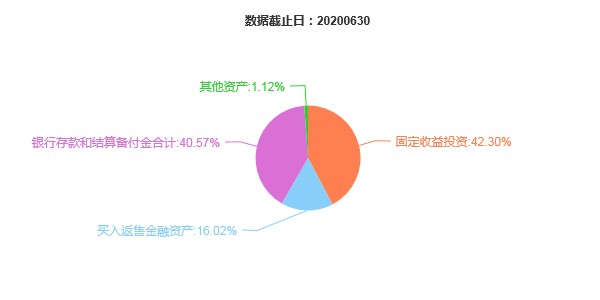 数据截止日：20200630
其他资产:1.12%
银行存款和结算备付金合计:40.57%
固定收益投资:42.30%
买入返售金融资产:16.02%